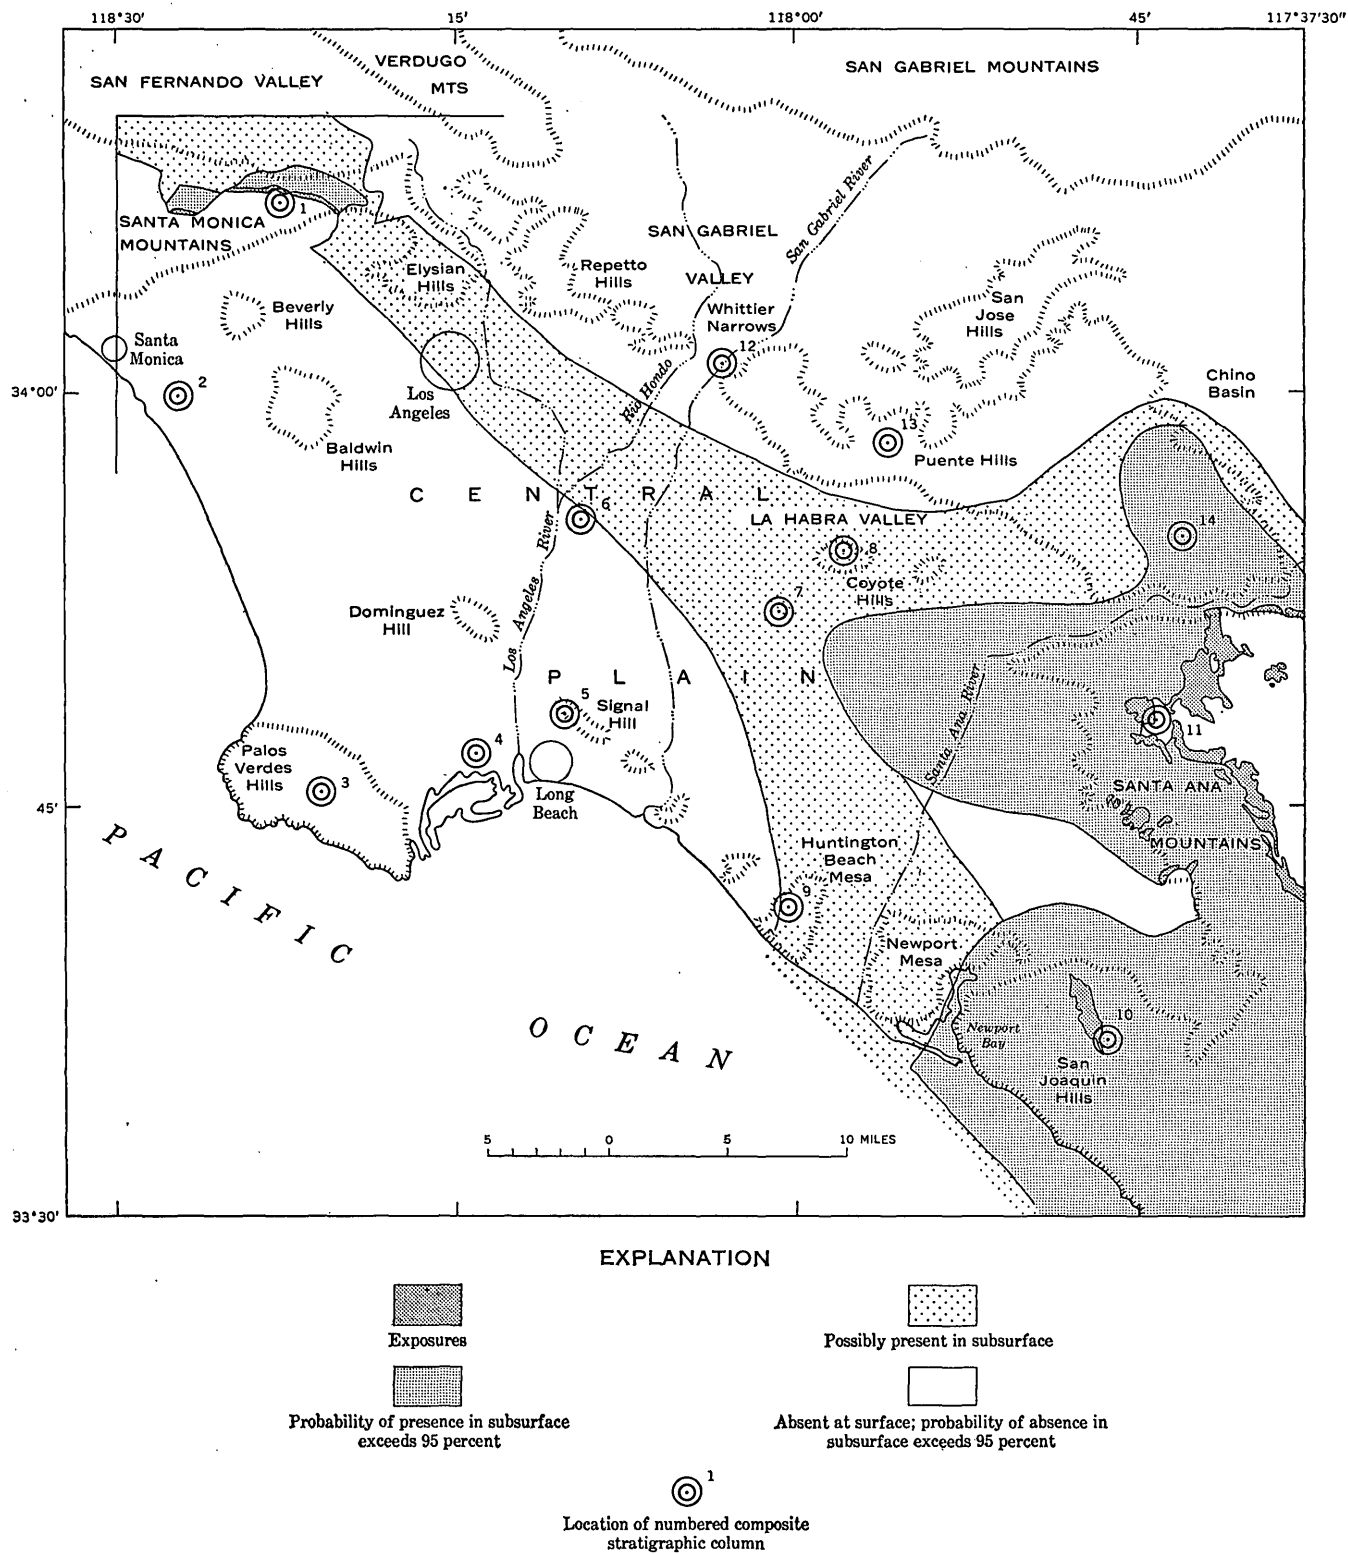 118°30'
15'
118°00'
45'
117°37'30"
SAN FERNANDO VALLEY
VERDUGO
MTS
SAN GABRIEL MOUNTAINS
1
SANTA MONICA
MOUNTAINS
SAN GABRIEL
VALLEY
San Gabriel River
Elysian
Hills
Repetto
Hills
Whittier
Narrows
12
San
Jose
Hills
Beverly
Hills
Santa
Monica
2
34°00'
Los
Angeles
Rio Hondo
Chino
Basin
Baldwin
Hills
13
Puente Hills
CENTRAL
6
LA HABRA VALLEY
14
8
Coyote
Hills
7
Los Angeles River
Dominguez
Hill
PLAIN
5
Signal
Hill
Santa Ana River
11
4
Palos
Verdes
Hills
3
Long
Beach
SANTA ANA
MOUNTAINS
45'
Huntington
Beach
Mesa
9
Newport
Mesa
PACIFIC
OCEAN
Newport
Bay
10
San
Joaquin
Hills
5 0 5 10 MILES
33°30'
EXPLANATION
Exposures
Possibly present in subsurface
Probability of presence in subsurface
exceeds 95 percent
Absent at surface; probability of absence in
subsurface exceeds 95 percent
1
Location of numbered composite
stratigraphic column